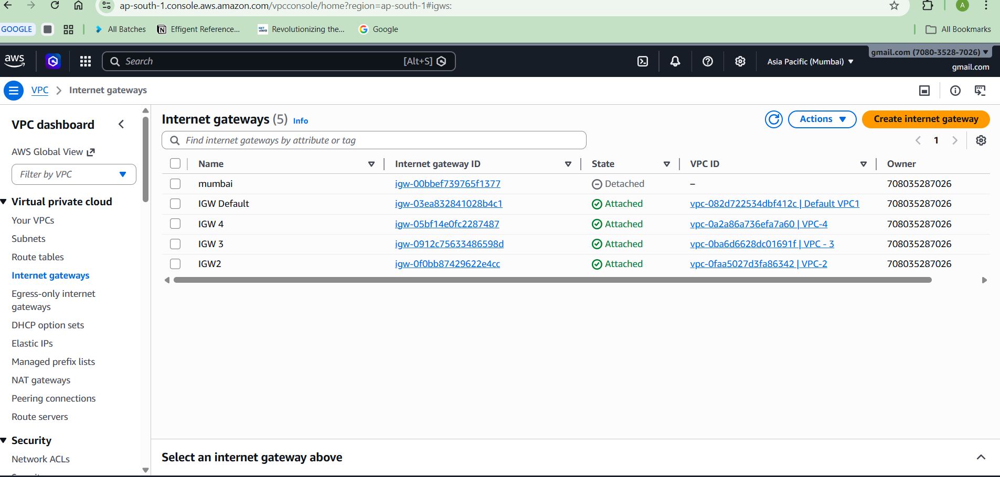 ap-south-1.console.aws.amazon.com/vpcconsole/home?region=ap-south-1#igws:
A
GOOGLE
All Batches
Effigent Reference...
Revolutionizing the...
Google
All Bookmarks
aws
Search
[Alt+S]
Asia Pacific (Mumbai)
gmail.com (7080-3528-7026)
gmail.com
VPC
Internet gateways
VPC dashboard
AWS Global View
Filter by VPC
Virtual private cloud
Your VPCs
Subnets
Route tables
Internet gateways
Egress-only internet
gateways
DHCP option sets
Elastic IPs
Managed prefix lists
NAT gateways
Peering connections
Route servers
Security
Network ACLs
Internet gateways (5) Info
Actions
Create internet gateway
Find internet gateways by attribute or tag
1
Name Internet gateway ID State VPC ID Owner
mumbai igw-00bbef739765f1377 Detached – 708035287026
IGW Default igw-03ea832841028b4c1 Attached vpc-082d722534dbf412c | Default VPC1 708035287026
IGW 4 igw-05bf14e0fc2287487 Attached vpc-0a2a86a736efa7a60 | VPC-4 708035287026
IGW 3 igw-0912c75633486598d Attached vpc-0ba6d6628dc01691f | VPC - 3 708035287026
IGW2 igw-0f0bb87429622e4cc Attached vpc-0faa5027d3fa86342 | VPC-2 708035287026
Select an internet gateway above